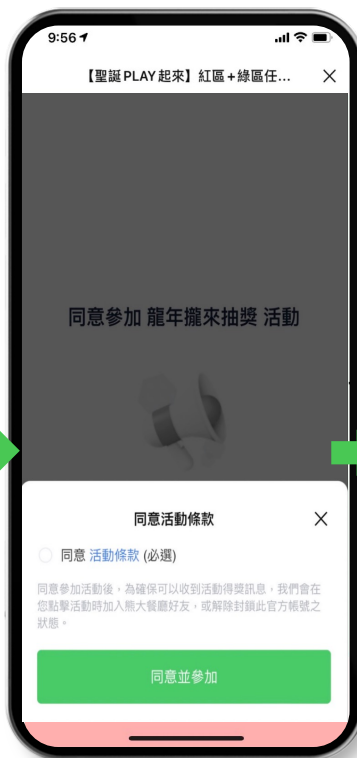 9:56
【聖誕PLAY起來】紅區+綠區任...
同意參加 龍年攏來抽獎 活動
同意活動條款
同意 活動條款 (必選)
同意參加活動後，為確保可以收到活動得獎訊息，我們會在
您點擊活動時加入熊大餐廳好友，或解除封鎖此官方帳號之
狀態。
同意並參加